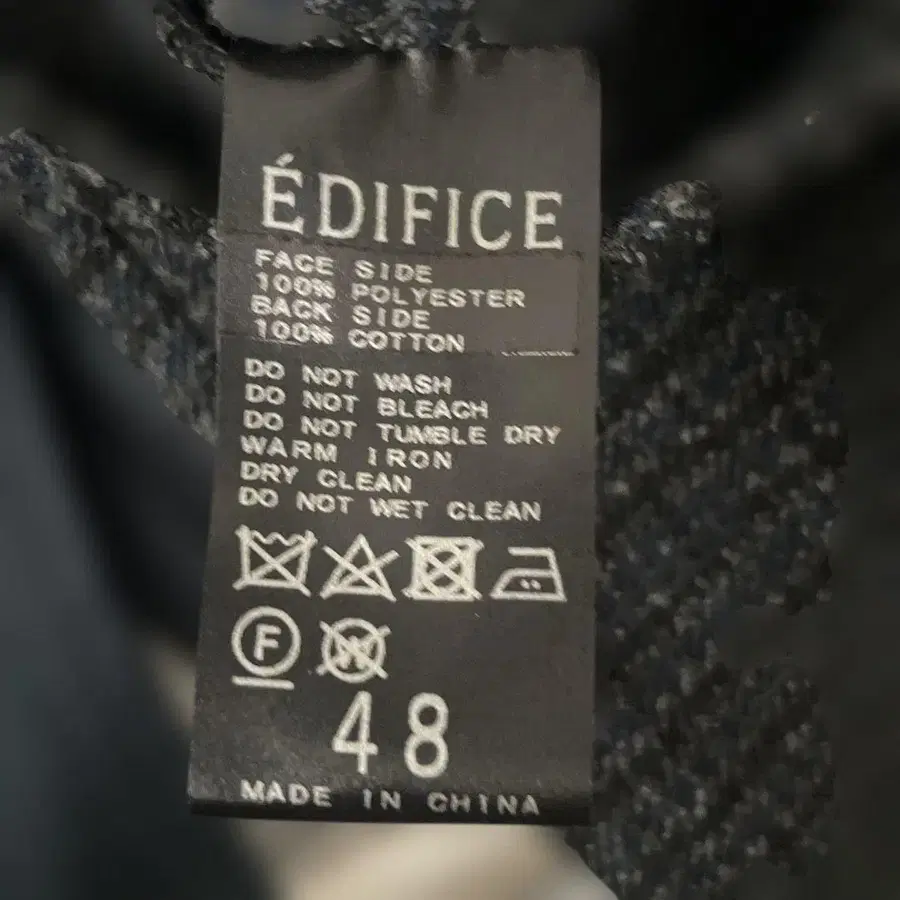 ÉDIFICE
FACE SIDE
100% POLYESTER
BACK SIDE
100% COTTON
DO NOT WASH
DO NOT BLEACH
DO NOT TUMBLE DRY
WARM IRON
DRY CLEAN
DO NOT WET CLEAN
F W
48
MADE IN CHINA